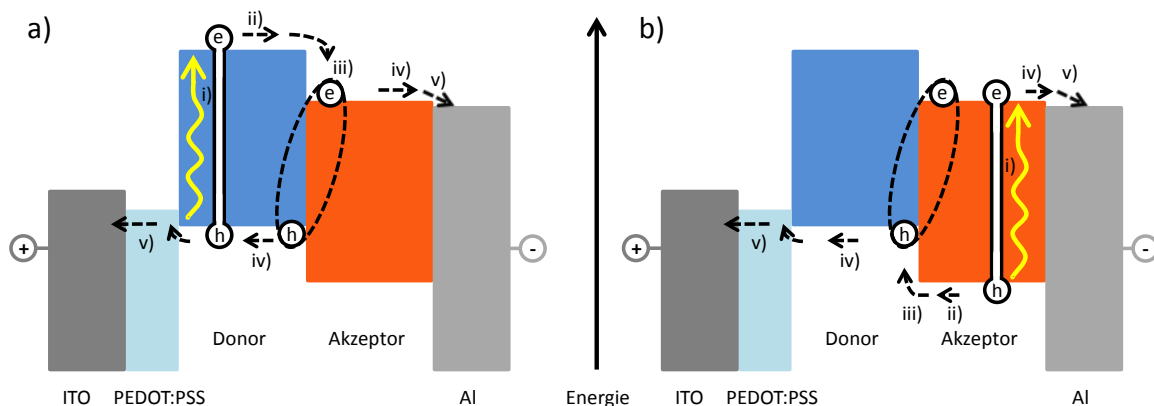 a)
e
ii)
iii)
i)
e
iv)
v)
h
h
iv)
v)
+
-
Donor
Akzeptor
ITO
PEDOT:PSS
Al
Energie
b)
e
e
iv)
v)
i)
h
h
iv)
v)
iii)
ii)
+
-
Donor
Akzeptor
ITO
PEDOT:PSS
Al